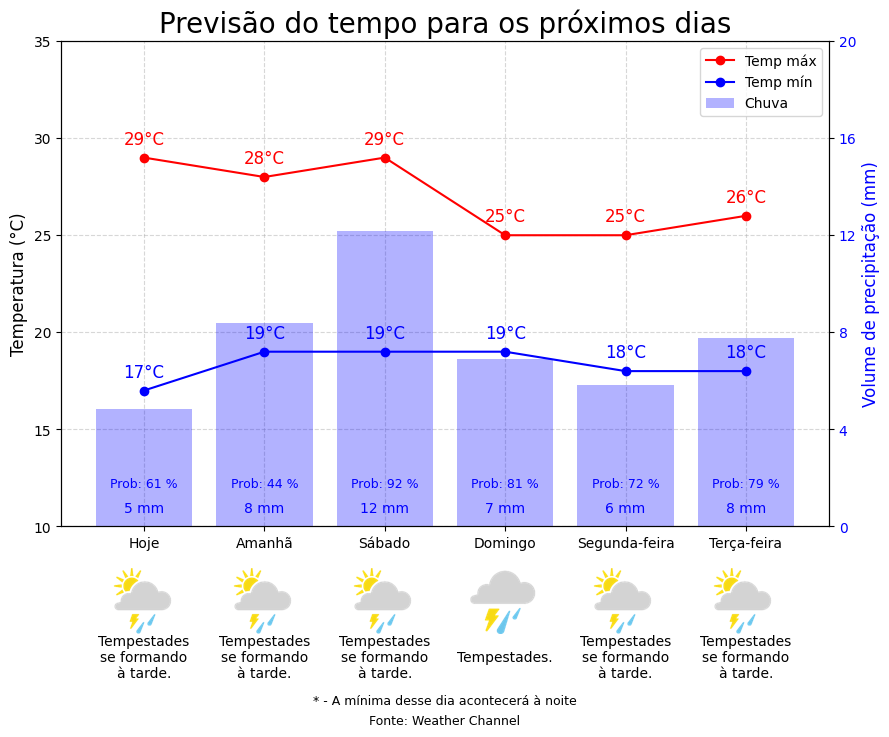 Previsão do tempo para os próximos dias
35
30
25
20
15
10
Temperatura (°C)
20
16
12
8
4
0
Volume de precipitação (mm)
Temp máx
Temp mín
Chuva
29°C
28°C
29°C
25°C
25°C
26°C
17°C
19°C
19°C
19°C
18°C
18°C
Prob: 61 %
Prob: 44 %
Prob: 92 %
Prob: 81 %
Prob: 72 %
Prob: 79 %
5 mm
8 mm
12 mm
7 mm
6 mm
8 mm
Hoje
Amanhã
Sábado
Domingo
Segunda-feira
Terça-feira
Tempestades
se formando
à tarde.
Tempestades
se formando
à tarde.
Tempestades
se formando
à tarde.
Tempestades.
Tempestades
se formando
à tarde.
Tempestades
se formando
à tarde.
* - A mínima desse dia acontecerá à noite
Fonte: Weather Channel